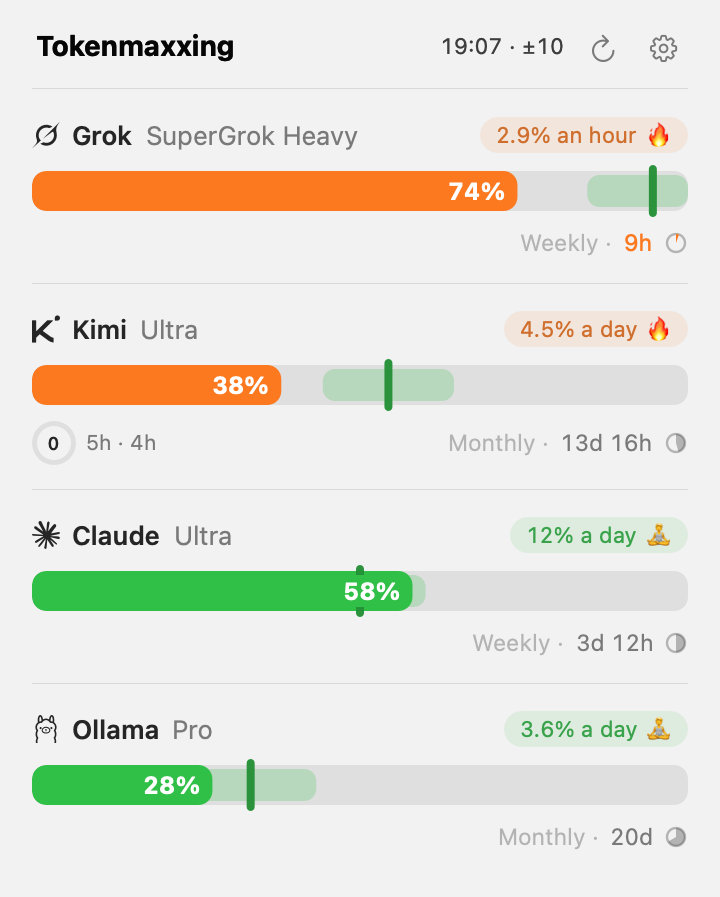 Tokenmaxxing 19:07 · ±10
Grok SuperGrok Heavy 2.9% an hour 🔥
74%
Weekly · 9h
Kimi Ultra 4.5% a day 🔥
38%
0 5h · 4h Monthly · 13d 16h
Claude Ultra 12% a day 🧘
58%
Weekly · 3d 12h
Ollama Pro 3.6% a day 🧘
28%
Monthly · 20d